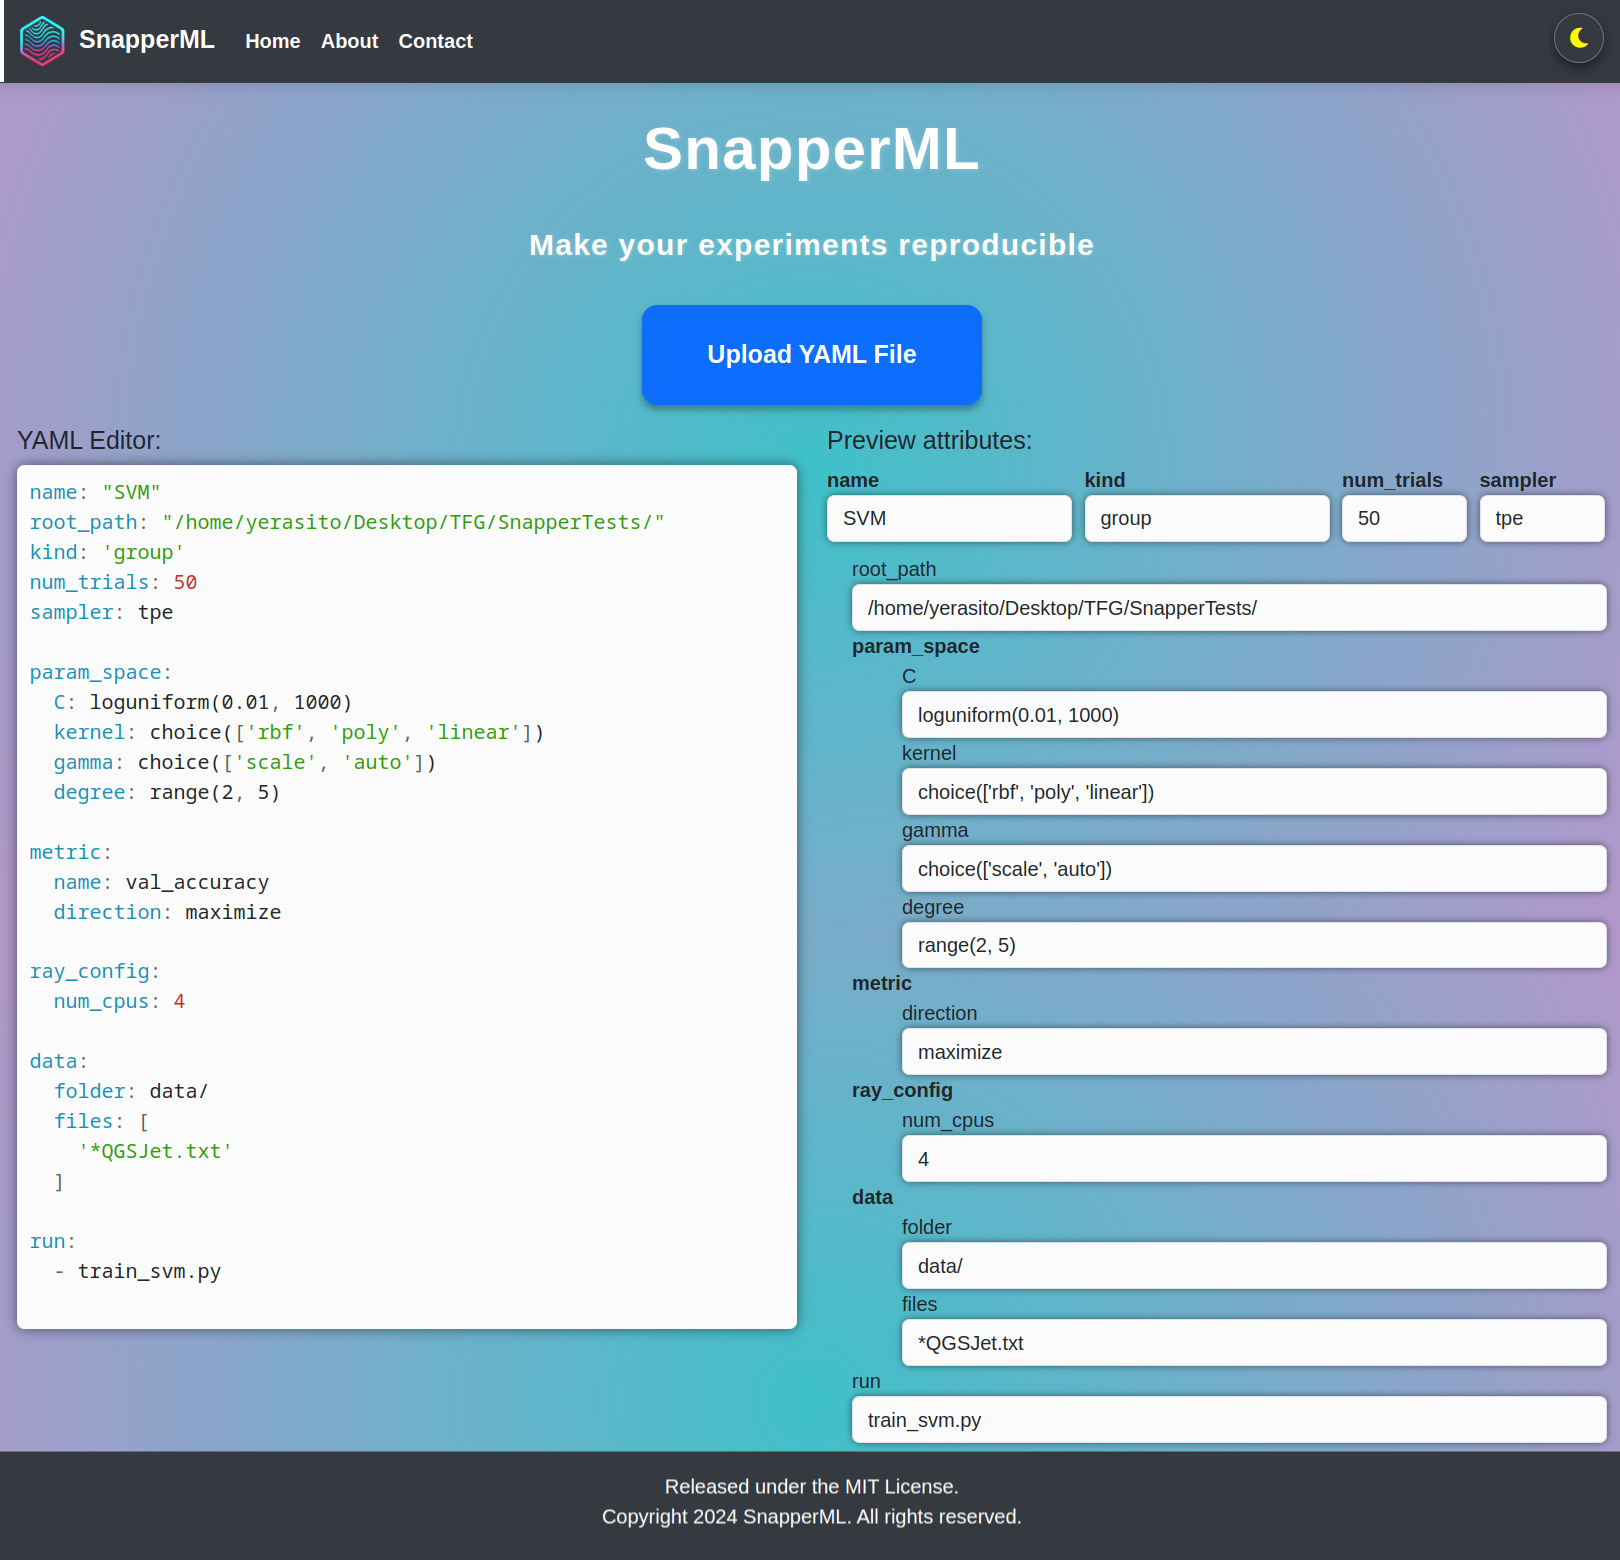 SnapperML Home About Contact
SnapperML
Make your experiments reproducible
Upload YAML File
YAML Editor:
name: "SVM"
root_path: "/home/yerasito/Desktop/TFG/SnapperTests/"
kind: 'group'
num_trials: 50
sampler: tpe
param_space:
  C: loguniform(0.01, 1000)
  kernel: choice(['rbf', 'poly', 'linear'])
  gamma: choice(['scale', 'auto'])
  degree: range(2, 5)
metric:
  name: val_accuracy
  direction: maximize
ray_config:
  num_cpus: 4
data:
  folder: data/
  files: [
    '*QGSJet.txt'
  ]
run:
  - train_svm.py
Preview attributes:
name kind num_trials sampler
SVM group 50 tpe
root_path
/home/yerasito/Desktop/TFG/SnapperTests/
param_space
C
loguniform(0.01, 1000)
kernel
choice(['rbf', 'poly', 'linear'])
gamma
choice(['scale', 'auto'])
degree
range(2, 5)
metric
direction
maximize
ray_config
num_cpus
4
data
folder
data/
files
*QGSJet.txt
run
train_svm.py
Released under the MIT License.
Copyright 2024 SnapperML. All rights reserved.